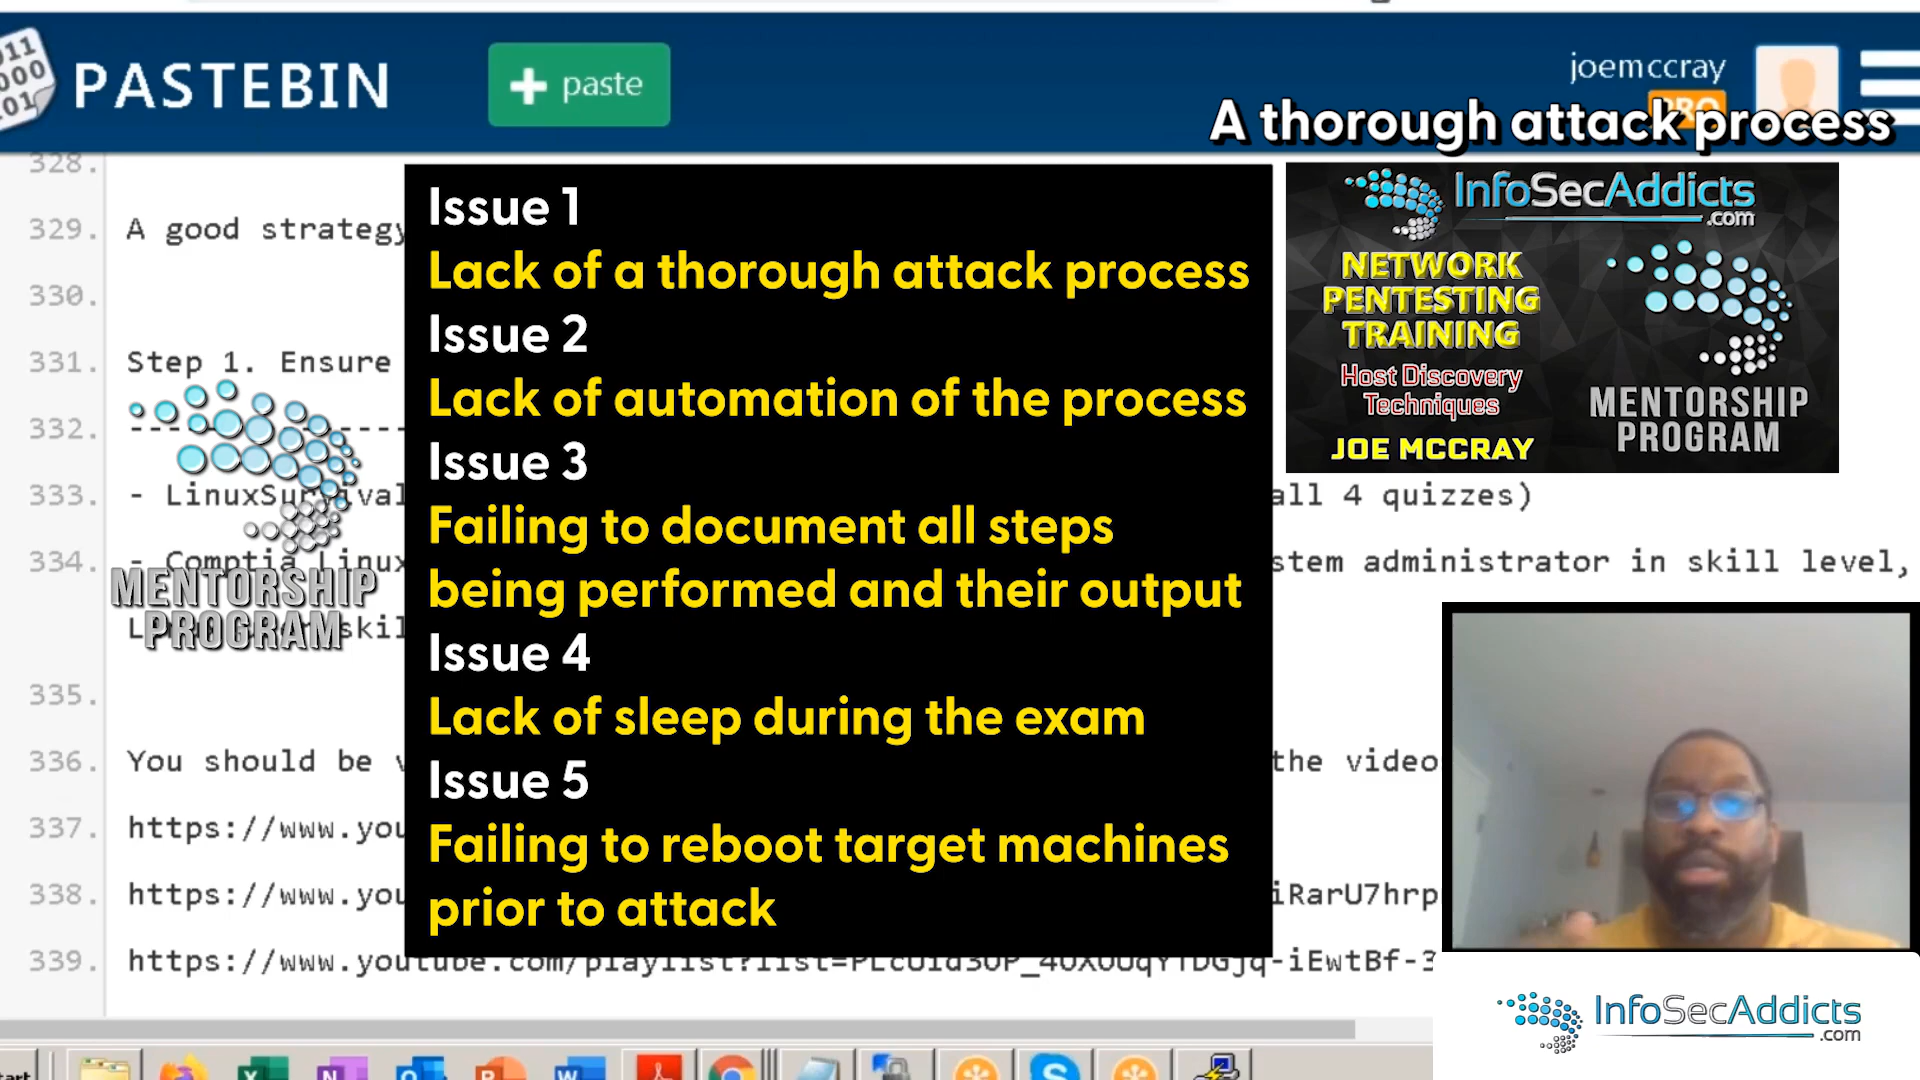 PASTEBIN
+ paste
joemccray
PRO
A thorough attack process
328.
329. A good strategy
330.
331. Step 1. Ensure
332.
333. - LinuxSurvival all 4 quizzes)
334. - Comptia Linux stem administrator in skill level,
335.
336. You should be the video
337. https://www.you
338. https://www.you iRarU7hrp
339. https://www.youtube.com/playlist?list= -iEwtBf-3
Issue 1
Lack of a thorough attack process
Issue 2
Lack of automation of the process
Issue 3
Failing to document all steps
being performed and their output
Issue 4
Lack of sleep during the exam
Issue 5
Failing to reboot target machines
prior to attack
MENTORSHIP
PROGRAM
InfoSecAddicts
.com
NETWORK
PENTESTING
TRAINING
Host Discovery
Techniques
JOE MCCRAY
MENTORSHIP
PROGRAM
InfoSecAddicts
.com